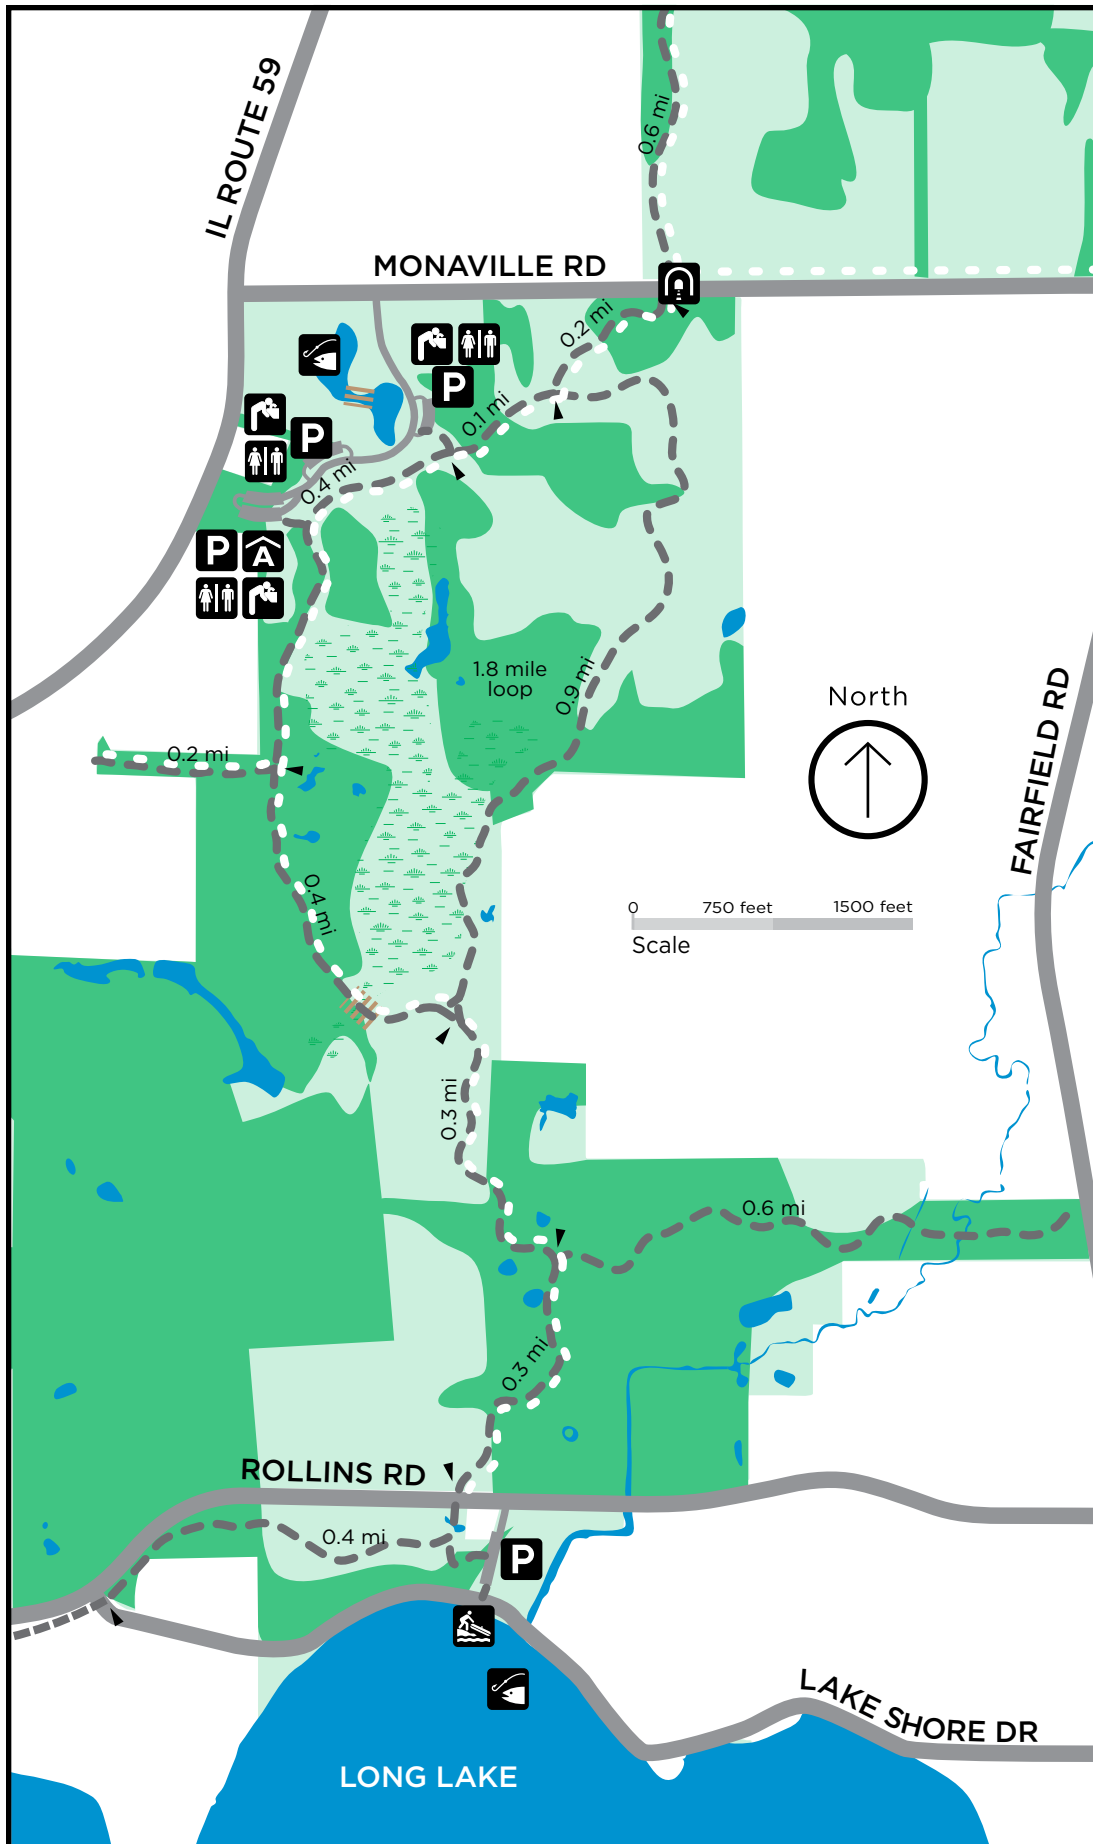 IL ROUTE 59
0.6 mi
MONAVILLE RD
0.2 mi
P
0.1 mi
P
0.4 mi
P
A
1.8 mile
loop
0.9 mi
North
FAIRFIELD RD
0.2 mi
0.4 mi
0
750 feet
1500 feet
Scale
0.3 mi
0.6 mi
0.3 mi
ROLLINS RD
0.4 mi
P
LAKE SHORE DR
LONG LAKE